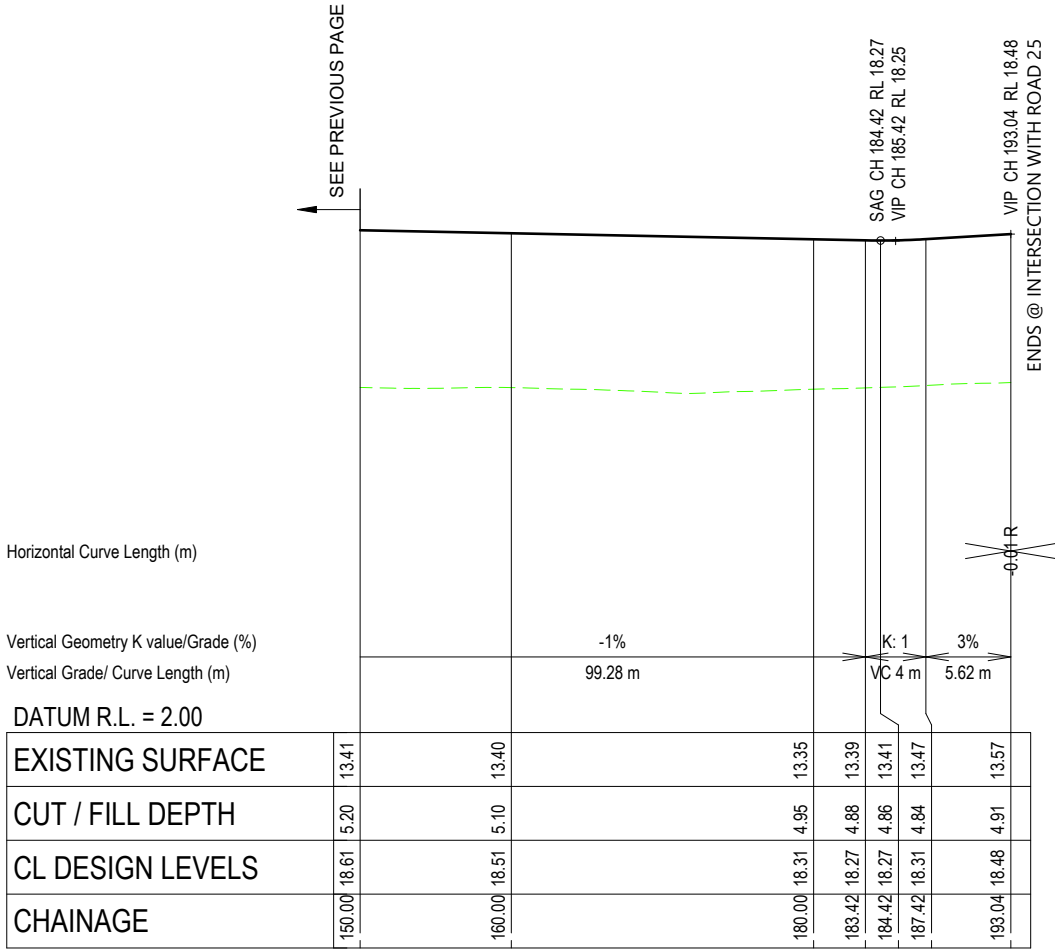 SEE PREVIOUS PAGE
SAG CH 184.42 RL 18.27
VIP CH 185.42 RL 18.25
VIP CH 193.04 RL 18.48
ENDS @ INTERSECTION WITH ROAD 25
Horizontal Curve Length (m)
-0.01 R
Vertical Geometry K value/Grade (%) -1% K: 1 3%
Vertical Grade/ Curve Length (m) 99.28 m VC 4 m 5.62 m
DATUM R.L. = 2.00
EXISTING SURFACE 13.41 13.40 13.35 13.39 13.41 13.47 13.57
CUT / FILL DEPTH 5.20 5.10 4.95 4.88 4.86 4.84 4.91
CL DESIGN LEVELS 18.61 18.51 18.31 18.27 18.27 18.31 18.48
CHAINAGE 150.00 160.00 180.00 183.42 184.42 187.42 193.04